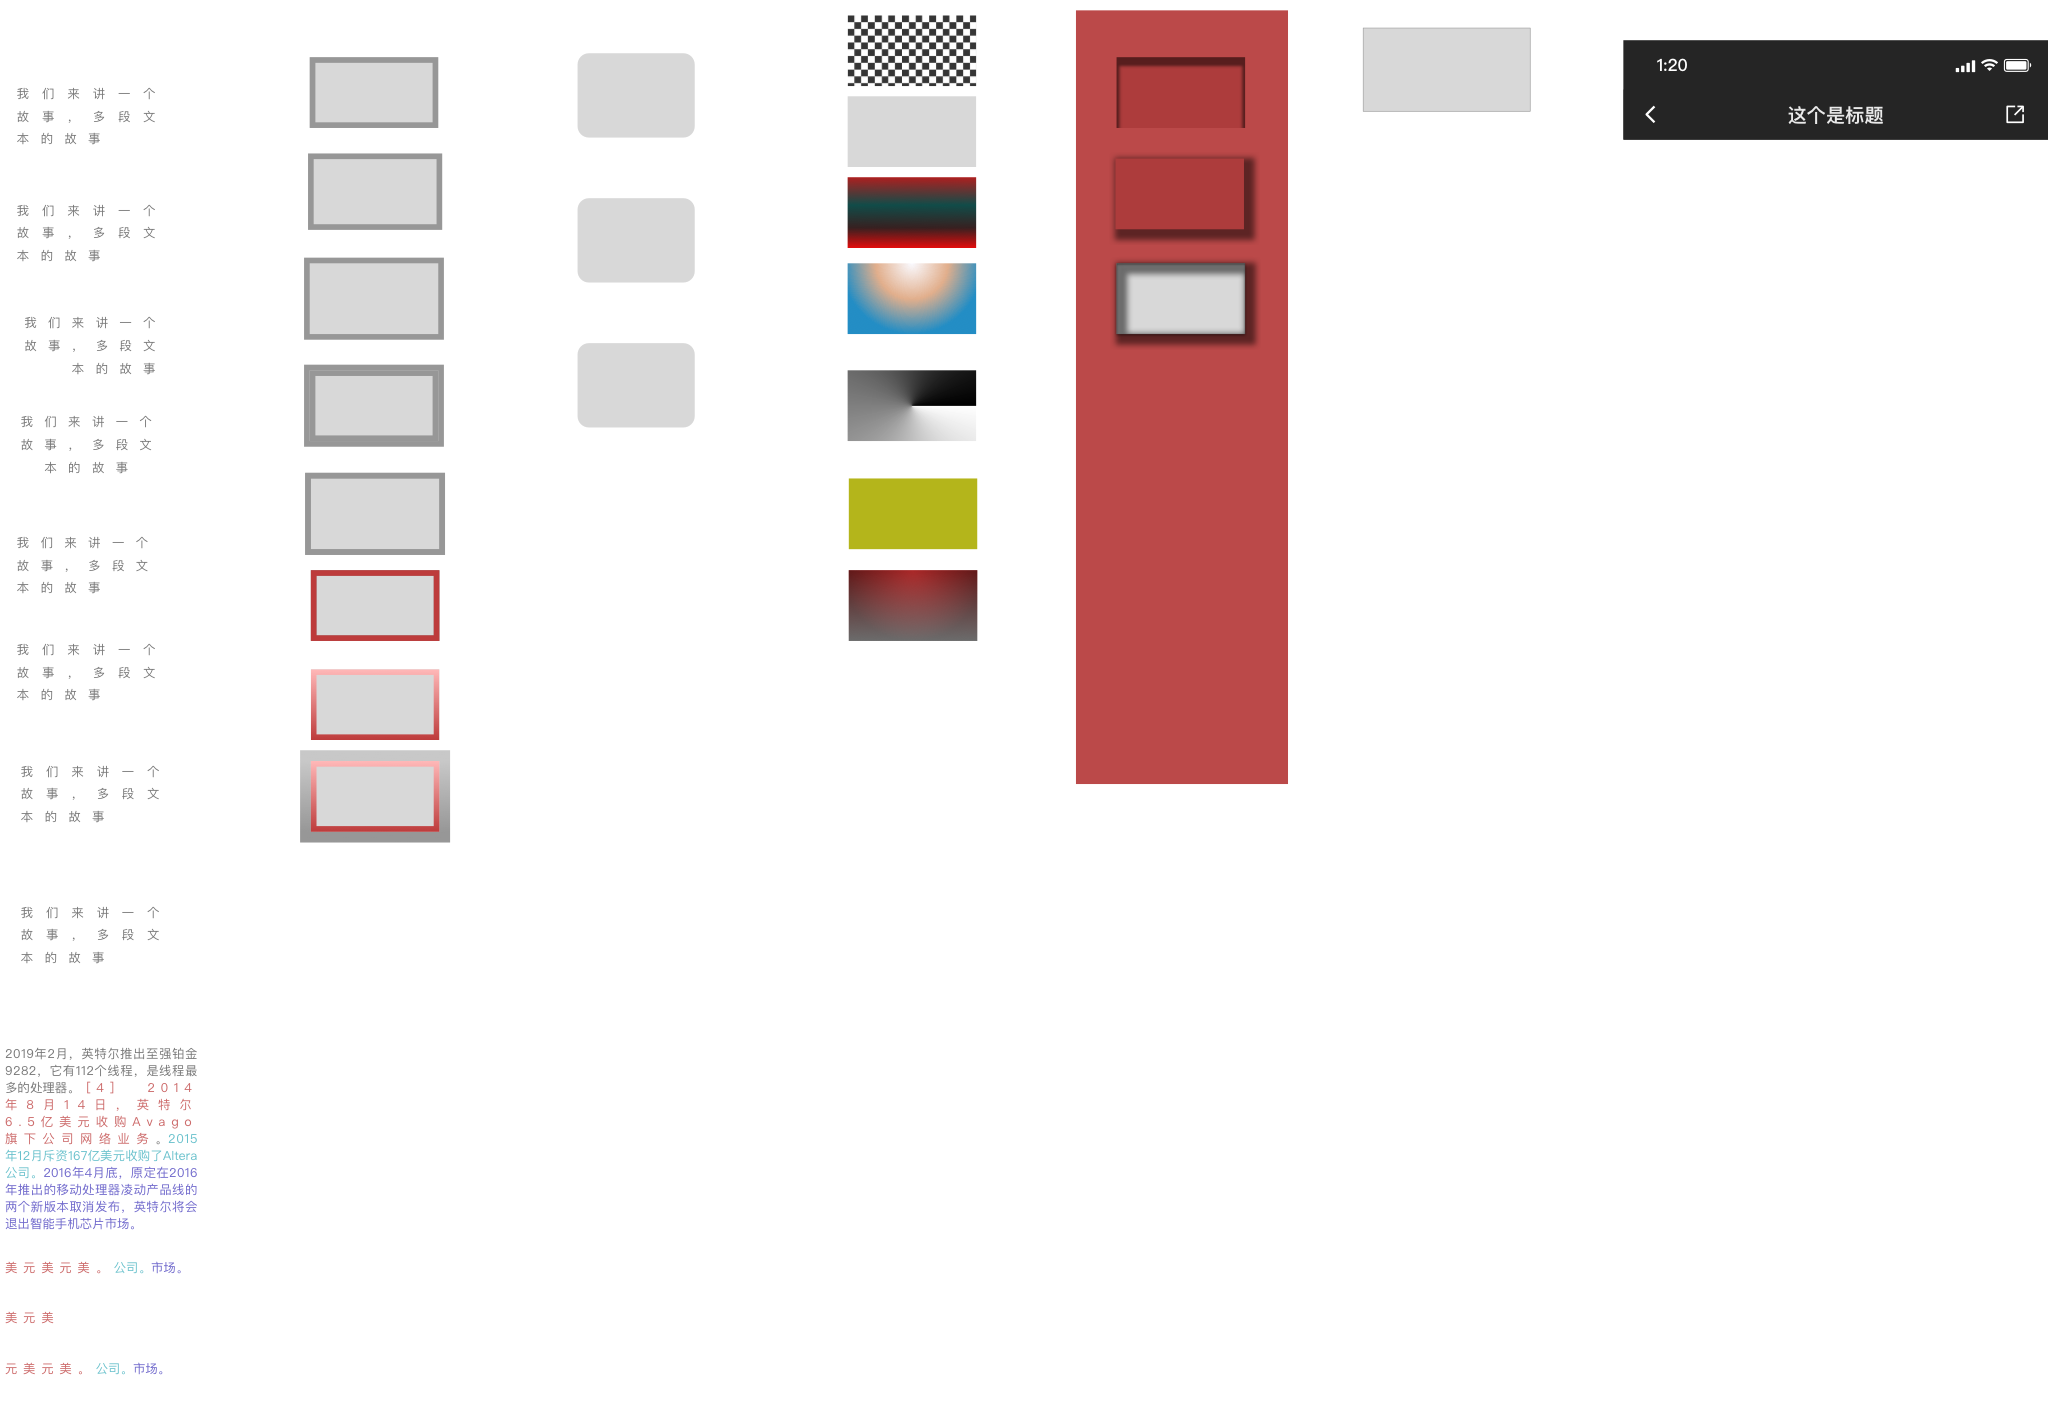 我们来讲一个
故事，多段文
本的故事
我们来讲一个
故事，多段文
本的故事
我们来讲一个
故事，多段文
本的故事
我们来讲一个
故事，多段文
本的故事
我们来讲一个
故事，多段文
本的故事
我们来讲一个
故事，多段文
本的故事
我们来讲一个
故事，多段文
本的故事
我们来讲一个
故事，多段文
本的故事
2019年2月，英特尔推出至强铂金
9282，它有112个线程，是线程最
多的处理器。[4] 2014
年8月14日，英特尔
6.5亿美元收购Avago
旗下公司网络业务。2015
年12月斥资167亿美元收购了Altera
公司。2016年4月底，原定在2016
年推出的移动处理器凌动产品线的
两个新版本取消发布，英特尔将会
退出智能手机芯片市场。
美元美元美。公司。市场。
美元美
元美元美。公司。市场。
1:20
这个是标题